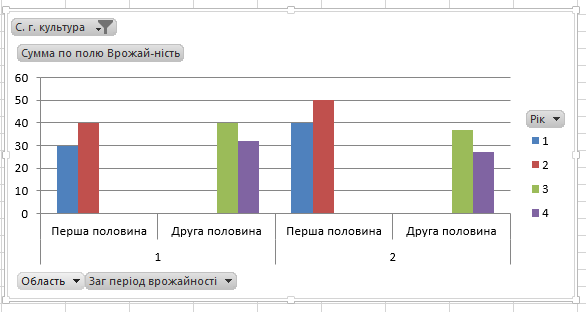 С. г. культура
Сумма по полю Врожай-ність
60
50
40
30
20
10
0
Перша половина Друга половина Перша половина Друга половина
1 2
Рік
1
2
3
4
Область Заг період врожайності